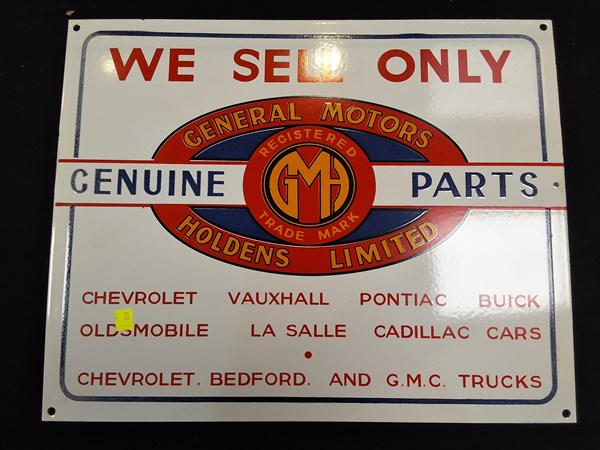 WE SELL ONLY
GENERAL MOTORS
REGISTERED
GENUINE GMH PARTS
TRADE MARK
HOLDENS LIMITED
CHEVROLET VAUXHALL PONTIAC BUICK
OLDSMOBILE LA SALLE CADILLAC CARS
CHEVROLET. BEDFORD. AND G.M.C. TRUCKS